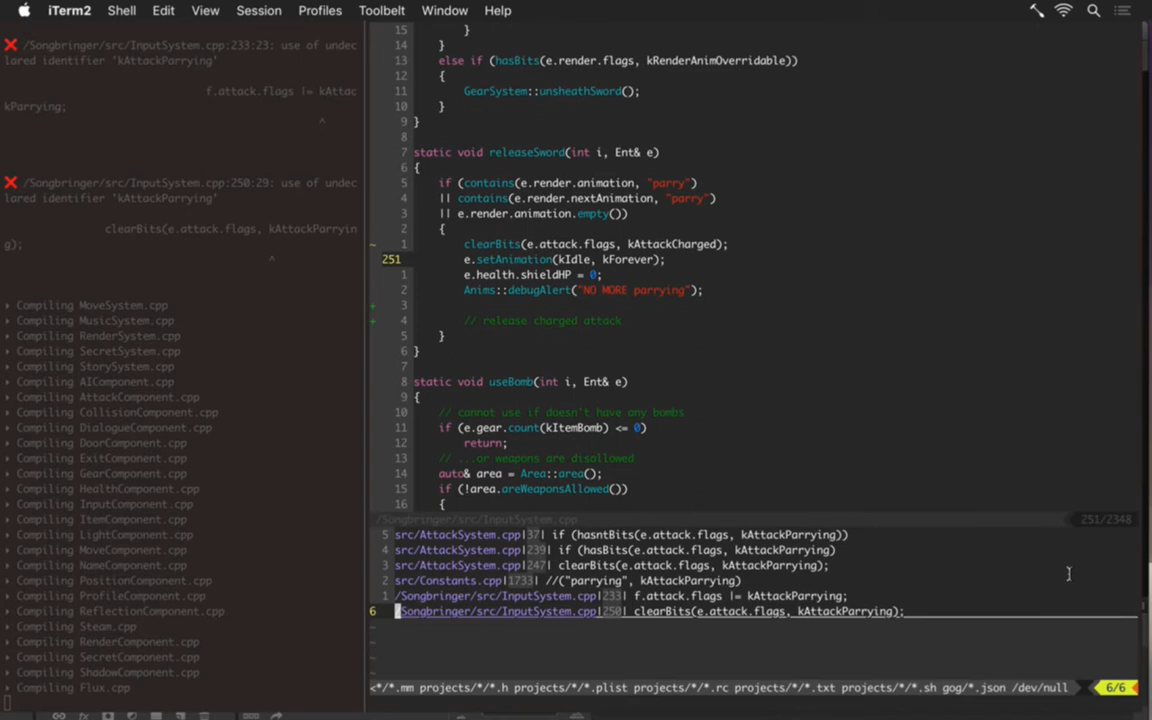 iTerm2 Shell Edit View Session Profiles Toolbelt Window Help
❌ /Songbringer/src/InputSystem.cpp:233:23: use of undec
lared identifier 'kAttackParrying'
f.attack.flags |= kAttac
kParrying;
^
❌ /Songbringer/src/InputSystem.cpp:250:29: use of undec
lared identifier 'kAttackParrying'
clearBits(e.attack.flags, kAttackParryin
g);
^
▸ Compiling MoveSystem.cpp
▸ Compiling MusicSystem.cpp
▸ Compiling RenderSystem.cpp
▸ Compiling SecretSystem.cpp
▸ Compiling StorySystem.cpp
▸ Compiling AIComponent.cpp
▸ Compiling AttackComponent.cpp
▸ Compiling CollisionComponent.cpp
▸ Compiling DialogueComponent.cpp
▸ Compiling DoorComponent.cpp
▸ Compiling ExitComponent.cpp
▸ Compiling GearComponent.cpp
▸ Compiling HealthComponent.cpp
▸ Compiling InputComponent.cpp
▸ Compiling ItemComponent.cpp
▸ Compiling LightComponent.cpp
▸ Compiling MoveComponent.cpp
▸ Compiling NameComponent.cpp
▸ Compiling PositionComponent.cpp
▸ Compiling ProfileComponent.cpp
▸ Compiling ReflectionComponent.cpp
▸ Compiling Steam.cpp
▸ Compiling RenderComponent.cpp
▸ Compiling SecretComponent.cpp
▸ Compiling ShadowComponent.cpp
▸ Compiling Flux.cpp
15 }
14 }
13 else if (hasBits(e.render.flags, kRenderAnimOverridable))
12 {
11 GearSystem::unsheathSword();
10 }
9 }
8
7 static void releaseSword(int i, Ent& e)
6 {
5 if (contains(e.render.animation, "parry")
4 || contains(e.render.nextAnimation, "parry")
3 || e.render.animation.empty())
2 {
~ 1 clearBits(e.attack.flags, kAttackCharged);
251 e.setAnimation(kIdle, kForever);
1 e.health.shieldHP = 0;
2 Anims::debugAlert("NO MORE parrying");
+ 3
+ 4 // release charged attack
5 }
6 }
7
8 static void useBomb(int i, Ent& e)
9 {
10 // cannot use if doesn't have any bombs
11 if (e.gear.count(kItemBomb) <= 0)
12 return;
13 // ...or weapons are disallowed
14 auto& area = Area::area();
15 if (!area.areWeaponsAllowed())
16 {
/Songbringer/src/InputSystem.cpp 251/2348
5 src/AttackSystem.cpp|37| if (hasntBits(e.attack.flags, kAttackParrying))
4 src/AttackSystem.cpp|239| if (hasBits(e.attack.flags, kAttackParrying)
3 src/AttackSystem.cpp|247| clearBits(e.attack.flags, kAttackParrying);
2 src/Constants.cpp|1733| //("parrying", kAttackParrying)
1 /Songbringer/src/InputSystem.cpp|233| f.attack.flags |= kAttackParrying;
6 /Songbringer/src/InputSystem.cpp|250| clearBits(e.attack.flags, kAttackParrying);
~
~
~
<*/*.mm projects/*/*.h projects/*/*.plist projects/*/*.rc projects/*/*.txt projects/*/*.sh gog/*.json /dev/null 6/6